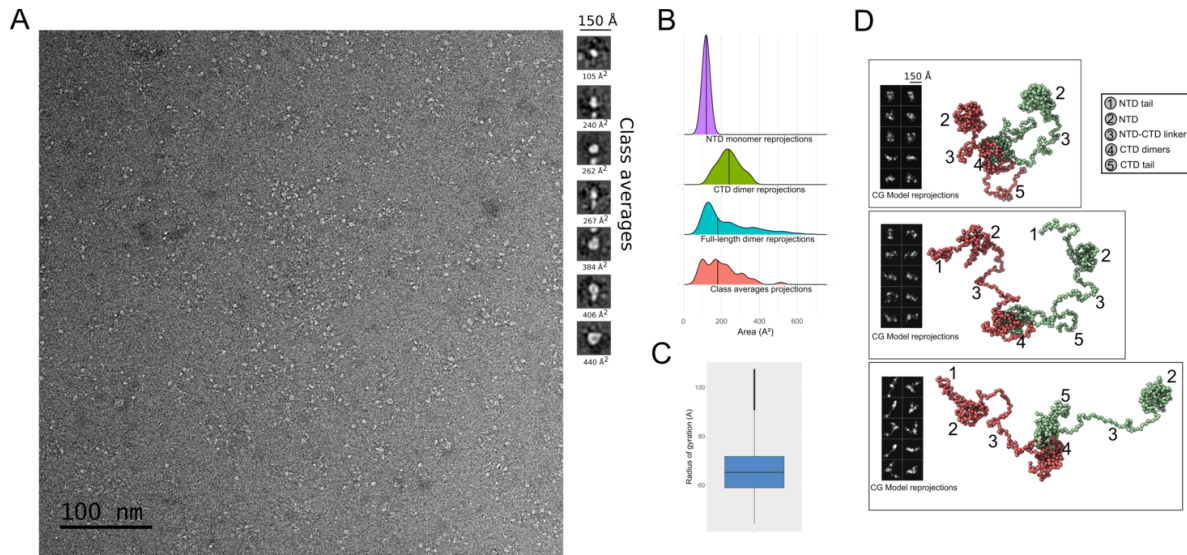 A
100 nm
150 Å
105 Å²
240 Å²
262 Å²
267 Å²
384 Å²
406 Å²
440 Å²
Class averages
B
NTD monomer reprojections
CTD dimer reprojections
Full-length dimer reprojections
Class averages projections
0
200
400
600
Area (A²)
C
Radius of gyration (A)
100
80
60
D
150 Å
CG Model reprojections
2
2
3
3
4
5
1 NTD tail
2 NTD
3 NTD-CTD linker
4 CTD dimers
5 CTD tail
CG Model reprojections
1
2
1
2
3
3
4
5
CG Model reprojections
1
2
5
2
3
3
4